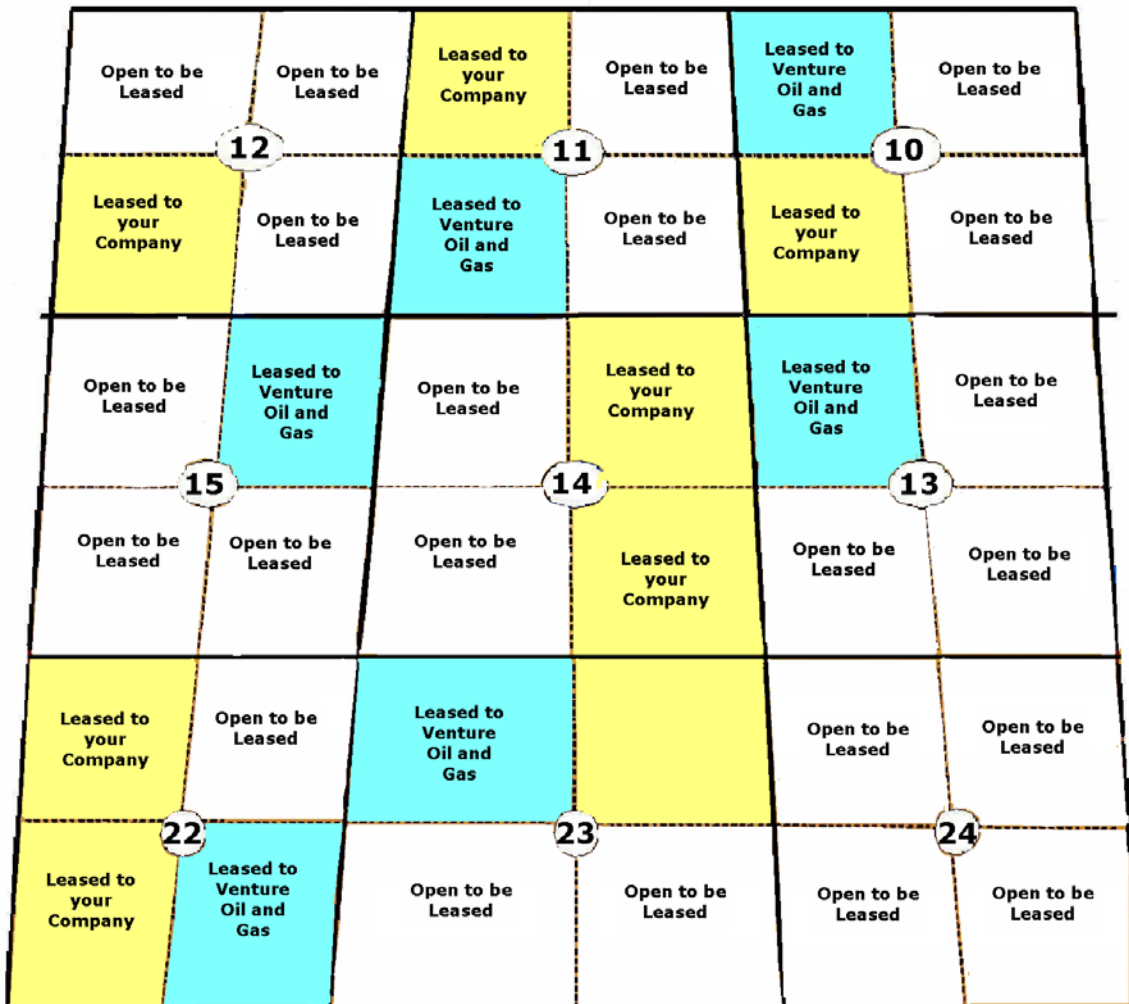 Open to be
Leased
Open to be
Leased
Leased to
your
Company
Open to be
Leased
Leased to
Venture
Oil and
Gas
Open to be
Leased
12
11
10
Leased to
your
Company
Open to be
Leased
Leased to
Venture
Oil and
Gas
Open to be
Leased
Leased to
your
Company
Open to be
Leased
Open to be
Leased
Leased to
Venture
Oil and
Gas
Open to be
Leased
Leased to
your
Company
Leased to
Venture
Oil and
Gas
Open to be
Leased
15
14
13
Open to be
Leased
Open to be
Leased
Open to be
Leased
Leased to
your
Company
Open to be
Leased
Open to be
Leased
Leased to
your
Company
Open to be
Leased
Leased to
Venture
Oil and
Gas
Open to be
Leased
Open to be
Leased
22
23
24
Leased to
your
Company
Leased to
Venture
Oil and
Gas
Open to be
Leased
Open to be
Leased
Open to be
Leased
Open to be
Leased